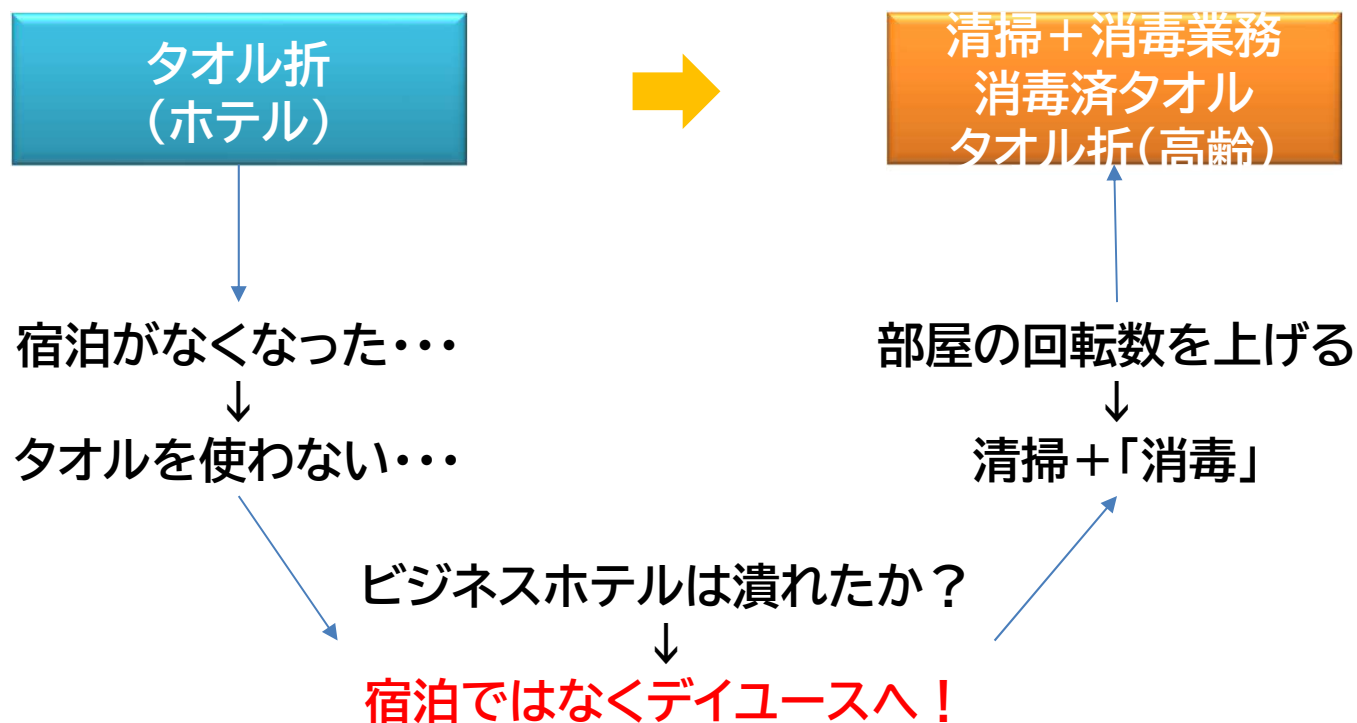 タオル折
（ホテル）
清掃＋消毒業務
消毒済タオル
タオル折（高齢）
宿泊がなくなった・・・
↓
タオルを使わない・・・
ビジネスホテルは潰れたか？
↓
宿泊ではなくデイユースへ！
部屋の回転数を上げる
↓
清掃＋「消毒」